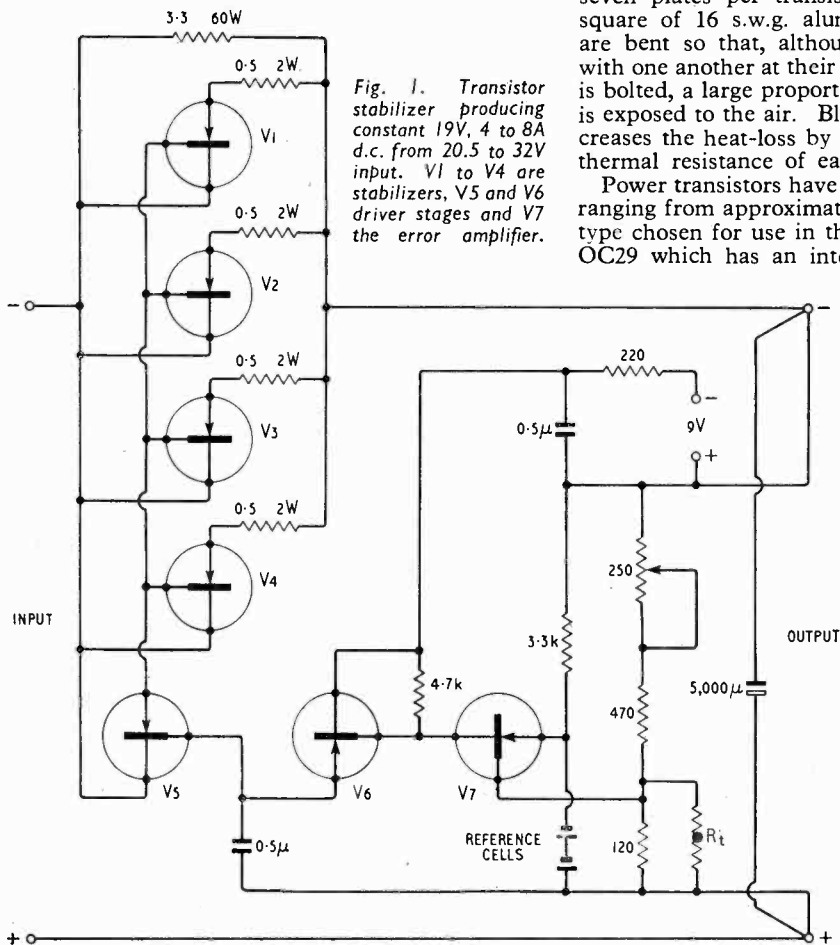 3·3 60W
seven plates per transis
square of 16 s.w.g. alum
are bent so that, althou
with one another at their
is bolted, a large proport
is exposed to the air. Bl
creases the heat-loss by
thermal resistance of ea
Power transistors have
ranging from approximat
type chosen for use in th
OC29 which has an inte
Fig. 1. Transistor
stabilizer producing
constant 19V, 4 to 8A
d.c. from 20.5 to 32V
input. V1 to V4 are
stabilizers, V5 and V6
driver stages and V7
the error amplifier.
0·5 2W
V1
0·5 2W
V2
0·5 2W
V3
0·5 2W
V4
−
−
220
−
9V
+
0·5μ
250
INPUT
OUTPUT
3·3k
4·7k
5,000μ
470
V5
V6
V7
0·5μ
REFERENCE
CELLS
120
Rt
+
+